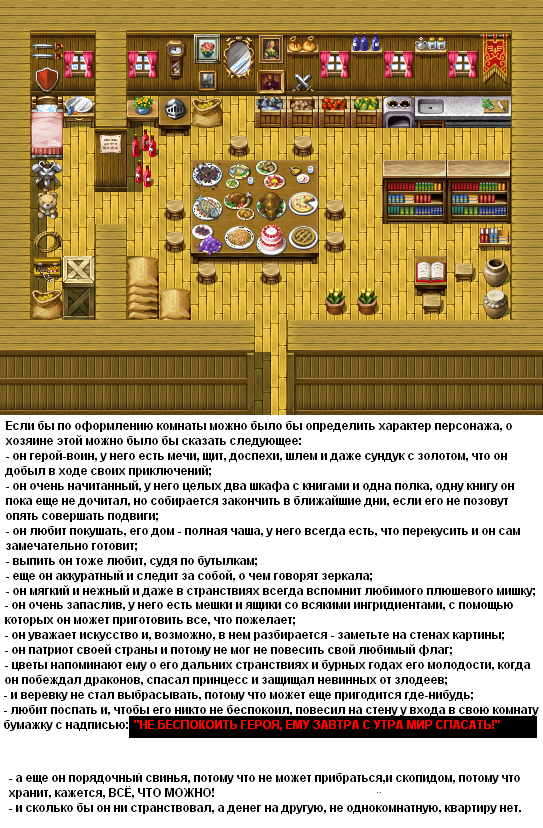 Если бы по оформлению комнаты можно было бы определить характер персонажа, о
хозяине этой можно было бы сказать следующее:
- он герой-воин, у него есть мечи, щит, доспехи, шлем и даже сундук с золотом, что он
добыл в ходе своих приключений;
- он очень начитанный, у него целых два шкафа с книгами и одна полка, одну книгу он
пока еще не дочитал, но собирается закончить в ближайшие дни, если его не позовут
опять совершать подвиги;
- он любит покушать, его дом - полная чаша, у него всегда есть, что перекусить и он сам
замечательно готовит;
- выпить он тоже любит, судя по бутылкам;
- еще он аккуратный и следит за собой, о чем говорят зеркала;
- он мягкий и нежный и даже в странствиях всегда вспомнит любимого плюшевого мишку;
- он очень запаслив, у него есть мешки и ящики со всякими ингридиентами, с помощью
которых он может приготовить все, что пожелает;
- он уважает искусство и, возможно, в нем разбирается - заметьте на стенах картины;
- он патриот своей страны и потому не мог не повесить свой любимый флаг;
- цветы напоминают ему о его дальних странствиях и бурных годах его молодости, когда
он побеждал драконов, спасал принцесс и защищал невинных от злодеев;
- и веревку не стал выбрасывать, потому что может еще пригодится где-нибудь;
- любит поспать и, чтобы его никто не беспокоил, повесил на стену у входа в свою комнату
бумажку с надписью: "НЕ БЕСПОКОИТЬ ГЕРОЯ, ЕМУ ЗАВТРА С УТРА МИР СПАСАТЬ!"
- а еще он порядочный свинья, потому что не может прибраться,и скопидом, потому что
хранит, кажется, ВСЁ, ЧТО МОЖНО!
- и сколько бы он ни странствовал, а денег на другую, не однокомнатную, квартиру нет.